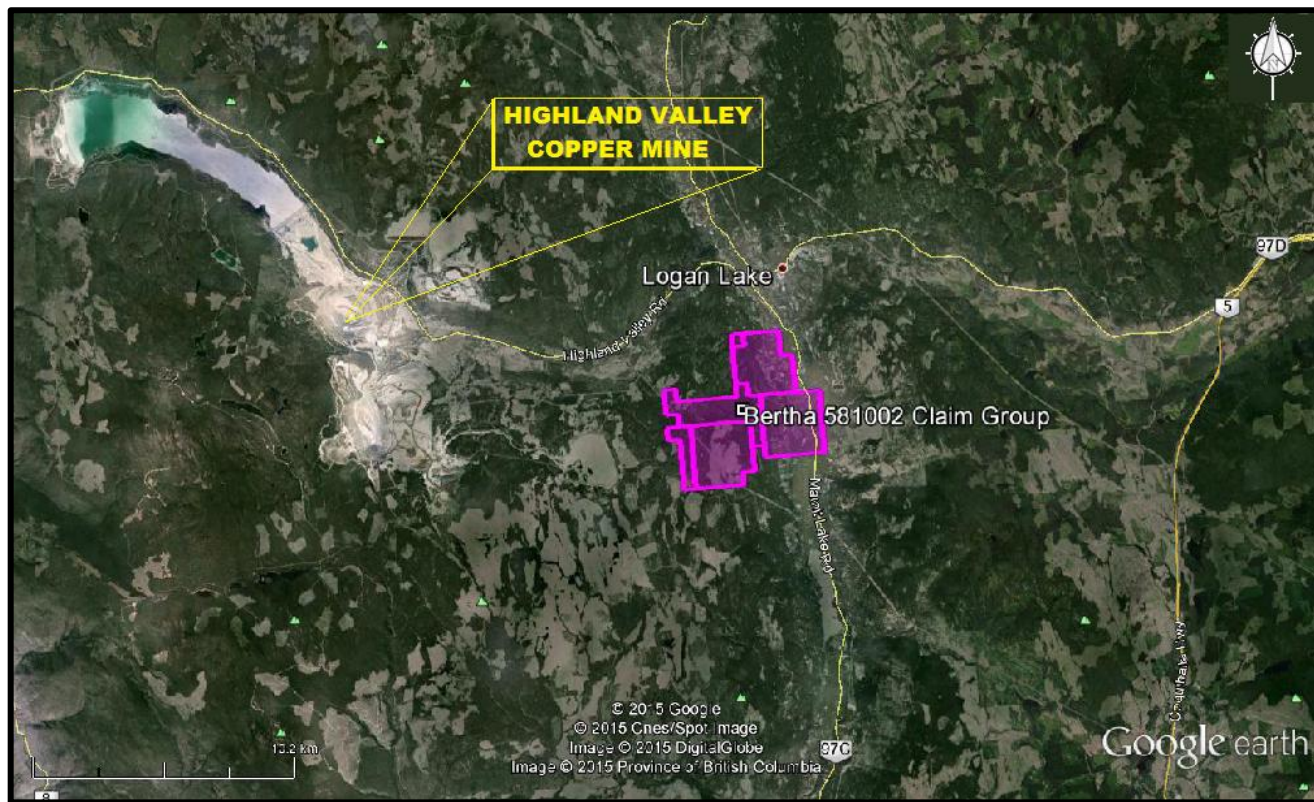 HIGHLAND VALLEY
COPPER MINE
97D
5
Logan Lake
Highland Valley Rd
Bertha 581002 Claim Group
Mamit Lake Rd
Coquihalla Hwy
© 2015 Google
© 2015 Cnes/Spot Image
Image © 2015 DigitalGlobe
Image © 2015 Province of British Columbia
97C
Google earth
10.2 km
8